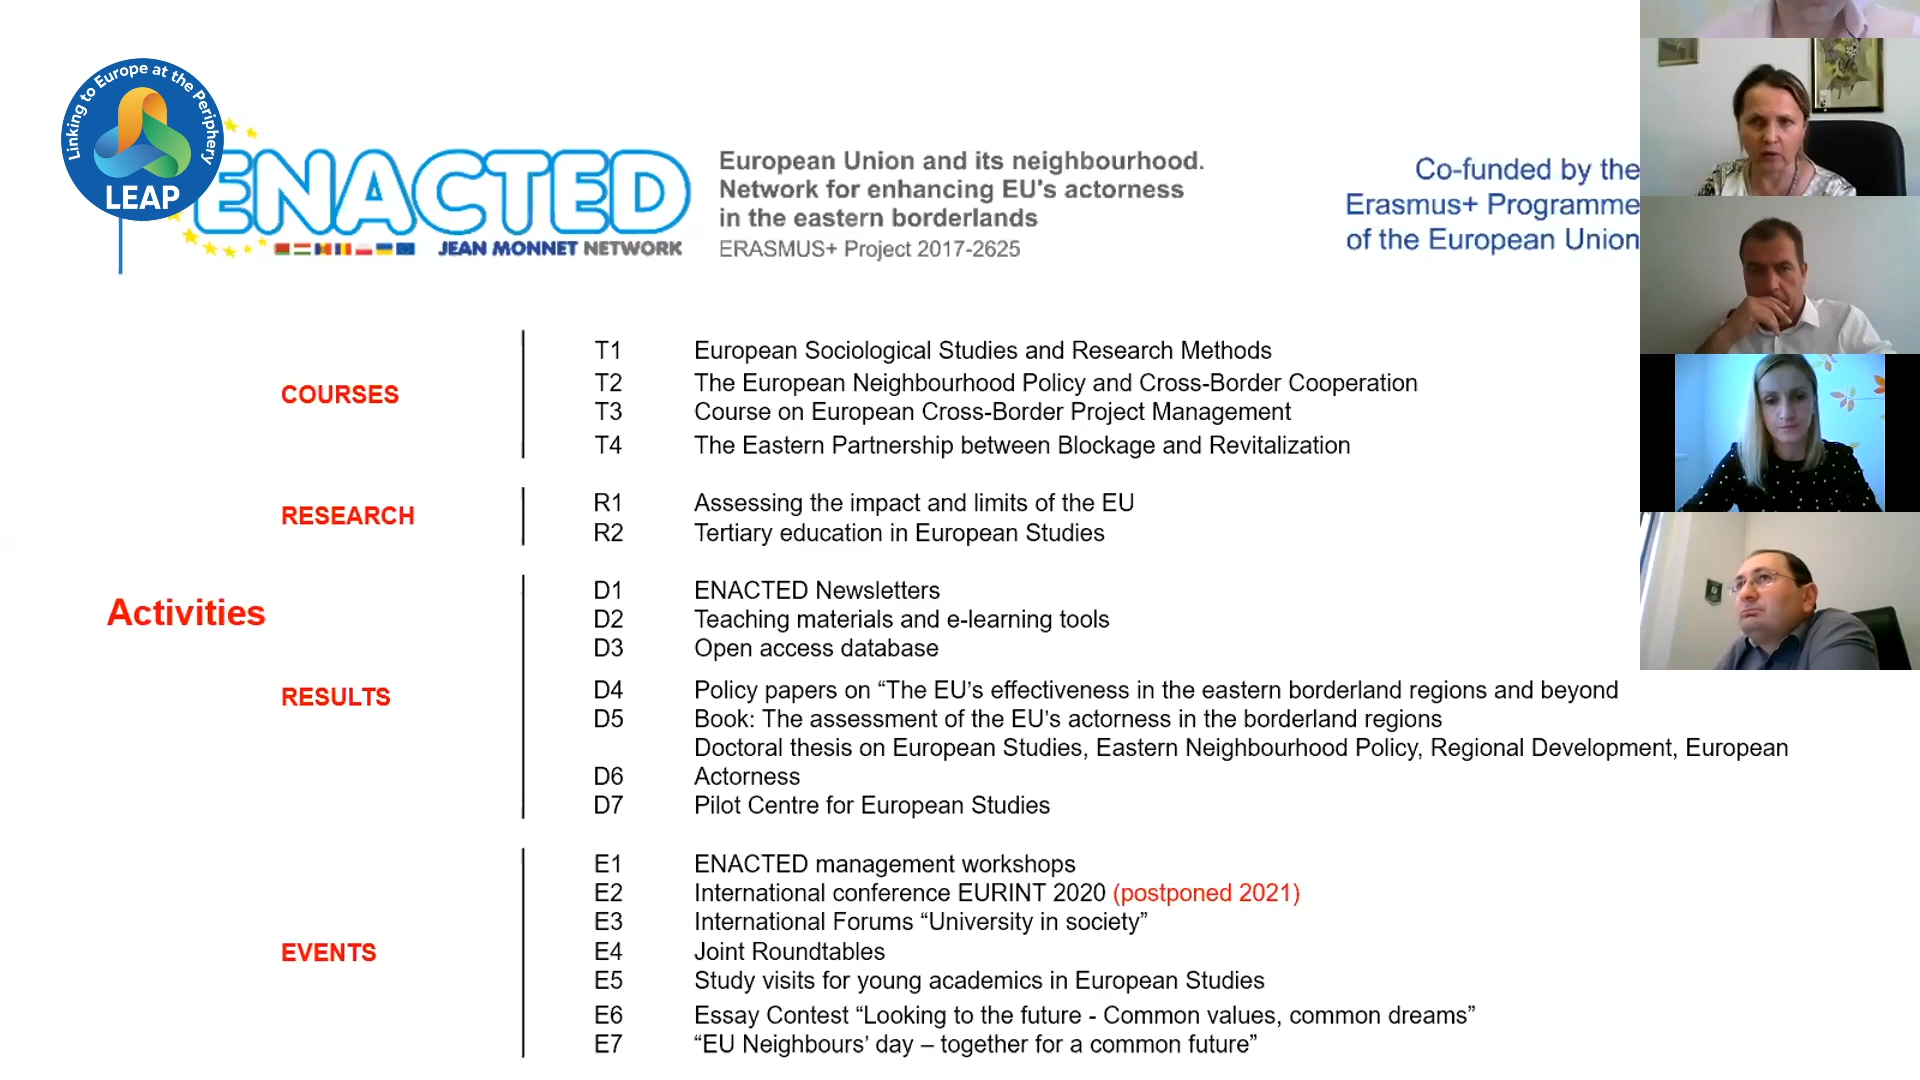 Linking to Europe at the Periphery
LEAP
ENACTED
JEAN MONNET NETWORK
European Union and its neighbourhood.
Network for enhancing EU's actorness
in the eastern borderlands
ERASMUS+ Project 2017-2625
Co-funded by the
Erasmus+ Programme
of the European Union
Activities
COURSES
T1 European Sociological Studies and Research Methods
T2 The European Neighbourhood Policy and Cross-Border Cooperation
T3 Course on European Cross-Border Project Management
T4 The Eastern Partnership between Blockage and Revitalization
RESEARCH
R1 Assessing the impact and limits of the EU
R2 Tertiary education in European Studies
RESULTS
D1 ENACTED Newsletters
D2 Teaching materials and e-learning tools
D3 Open access database
D4 Policy papers on “The EU’s effectiveness in the eastern borderland regions and beyond
D5 Book: The assessment of the EU’s actorness in the borderland regions
Doctoral thesis on European Studies, Eastern Neighbourhood Policy, Regional Development, European
D6 Actorness
D7 Pilot Centre for European Studies
EVENTS
E1 ENACTED management workshops
E2 International conference EURINT 2020 (postponed 2021)
E3 International Forums “University in society”
E4 Joint Roundtables
E5 Study visits for young academics in European Studies
E6 Essay Contest “Looking to the future - Common values, common dreams”
E7 “EU Neighbours’ day – together for a common future”